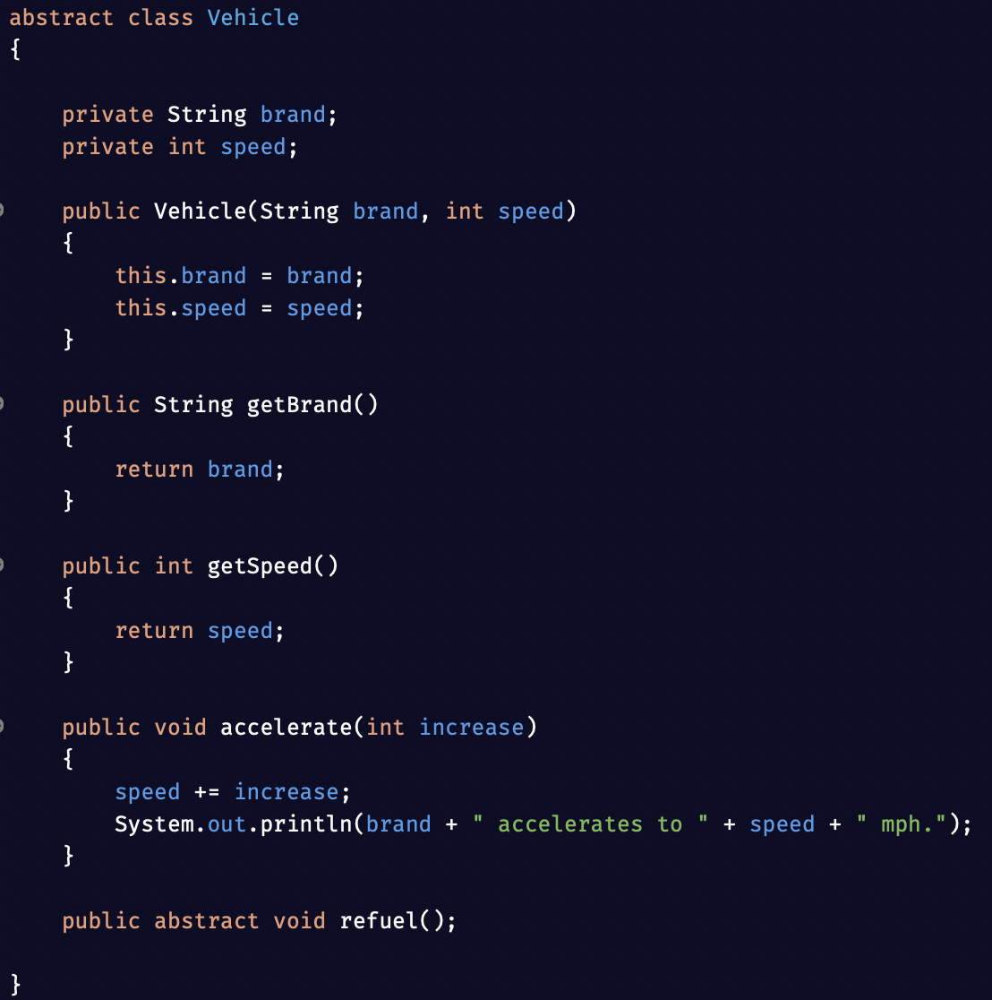 abstract class Vehicle
{
    private String brand;
    private int speed;
    public Vehicle(String brand, int speed)
    {
        this.brand = brand;
        this.speed = speed;
    }
    public String getBrand()
    {
        return brand;
    }
    public int getSpeed()
    {
        return speed;
    }
    public void accelerate(int increase)
    {
        speed += increase;
        System.out.println(brand + " accelerates to " + speed + " mph.");
    }
    public abstract void refuel();
}